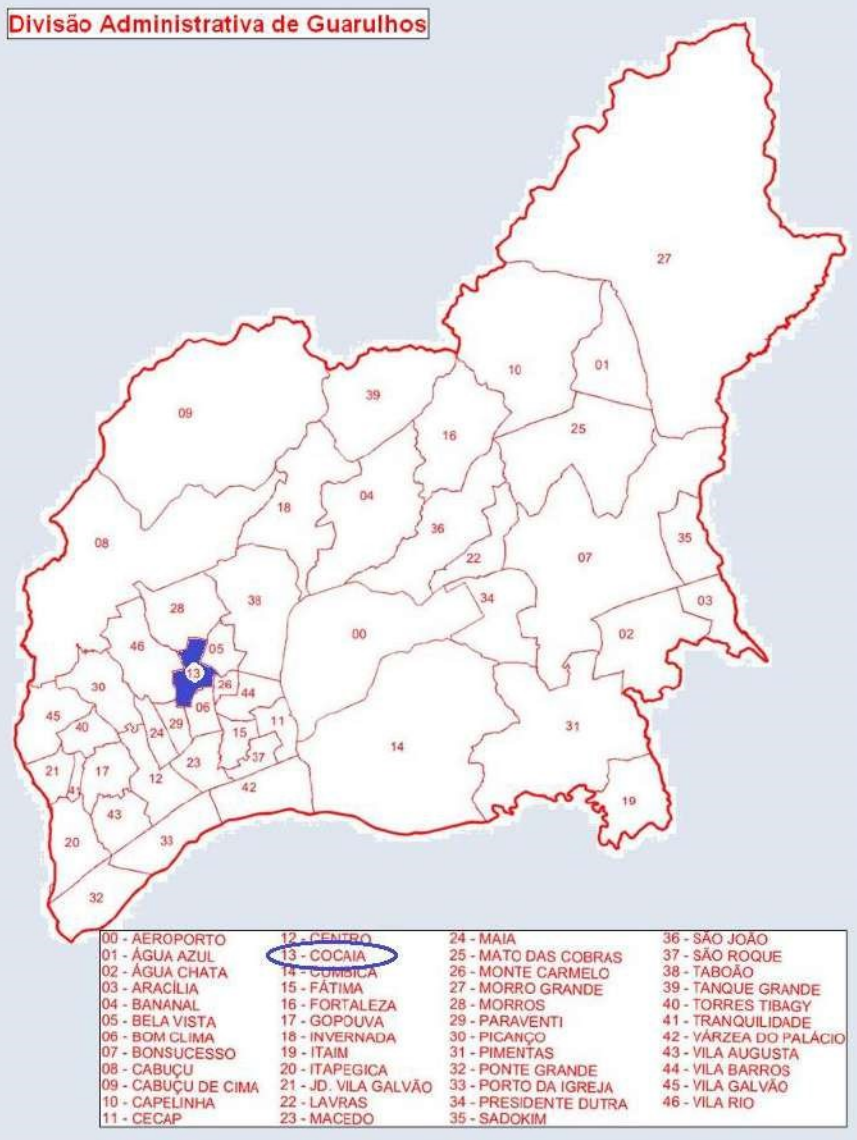 Divisão Administrativa de Guarulhos
27
10
01
39
09
25
16
04
18
36
08
35
07
22
34
38
28
03
00
02
05
46
13
26
30
44
06
45
11
29
31
40
24
15
14
37
23
21
17
12
41
42
19
43
33
20
32
00 - AEROPORTO
01 - ÁGUA AZUL
02 - ÁGUA CHATA
03 - ARACÍLIA
04 - BANANAL
05 - BELA VISTA
06 - BOM CLIMA
07 - BONSUCESSO
08 - CABUÇU
09 - CABUÇU DE CIMA
10 - CAPELINHA
11 - CECAP
12 - CENTRO
13 - COCAIA
14 - CUMBICA
15 - FÁTIMA
16 - FORTALEZA
17 - GOPOUVA
18 - INVERNADA
19 - ITAIM
20 - ITAPEGICA
21 - JD. VILA GALVÃO
22 - LAVRAS
23 - MACEDO
24 - MAIA
25 - MATO DAS COBRAS
26 - MONTE CARMELO
27 - MORRO GRANDE
28 - MORROS
29 - PARAVENTI
30 - PICANÇO
31 - PIMENTAS
32 - PONTE GRANDE
33 - PORTO DA IGREJA
34 - PRESIDENTE DUTRA
35 - SADOKIM
36 - SÃO JOÃO
37 - SÃO ROQUE
38 - TABOÃO
39 - TANQUE GRANDE
40 - TORRES TIBAGY
41 - TRANQUILIDADE
42 - VÁRZEA DO PALÁCIO
43 - VILA AUGUSTA
44 - VILA BARROS
45 - VILA GALVÃO
46 - VILA RIO